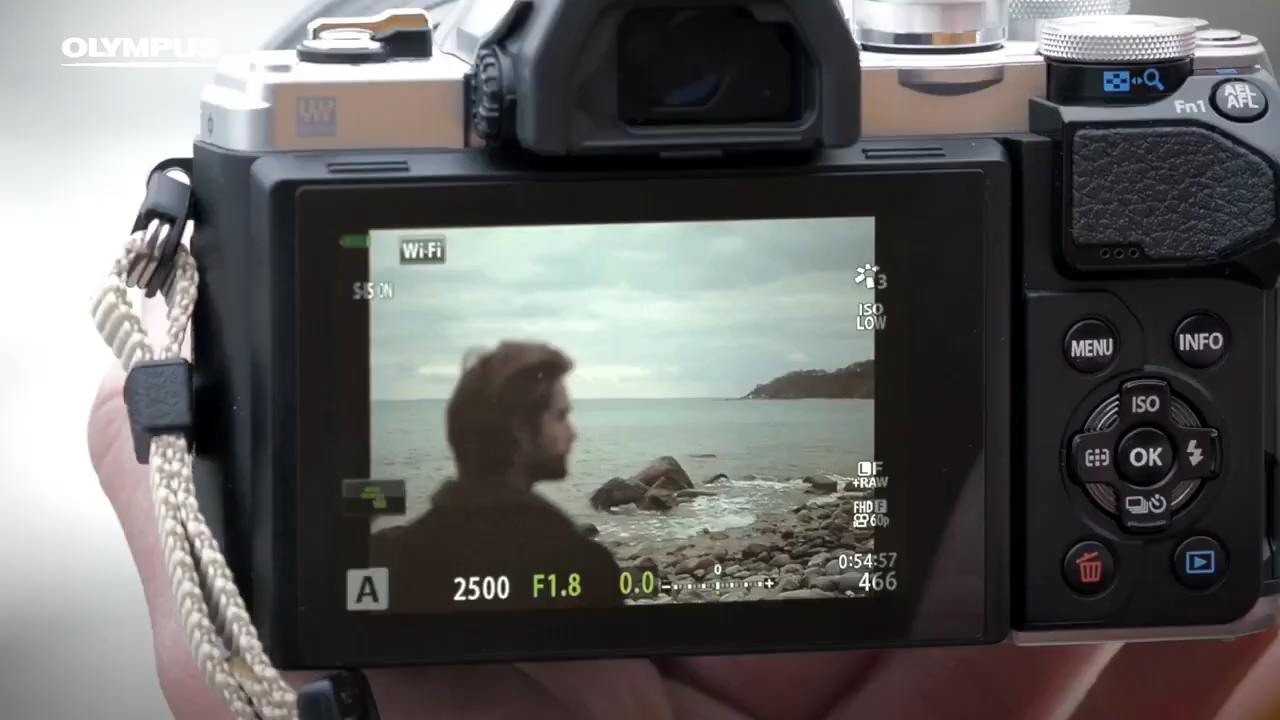 OLYMPUS
Fn1
AEL
AFL
Wi-Fi
S-IS ON
3
ISO
LOW
MENU
INFO
ISO
OK
LF
+RAW
FHD F
60p
0:54:57
A
2500
F1.8
0.0
- 0 +
466